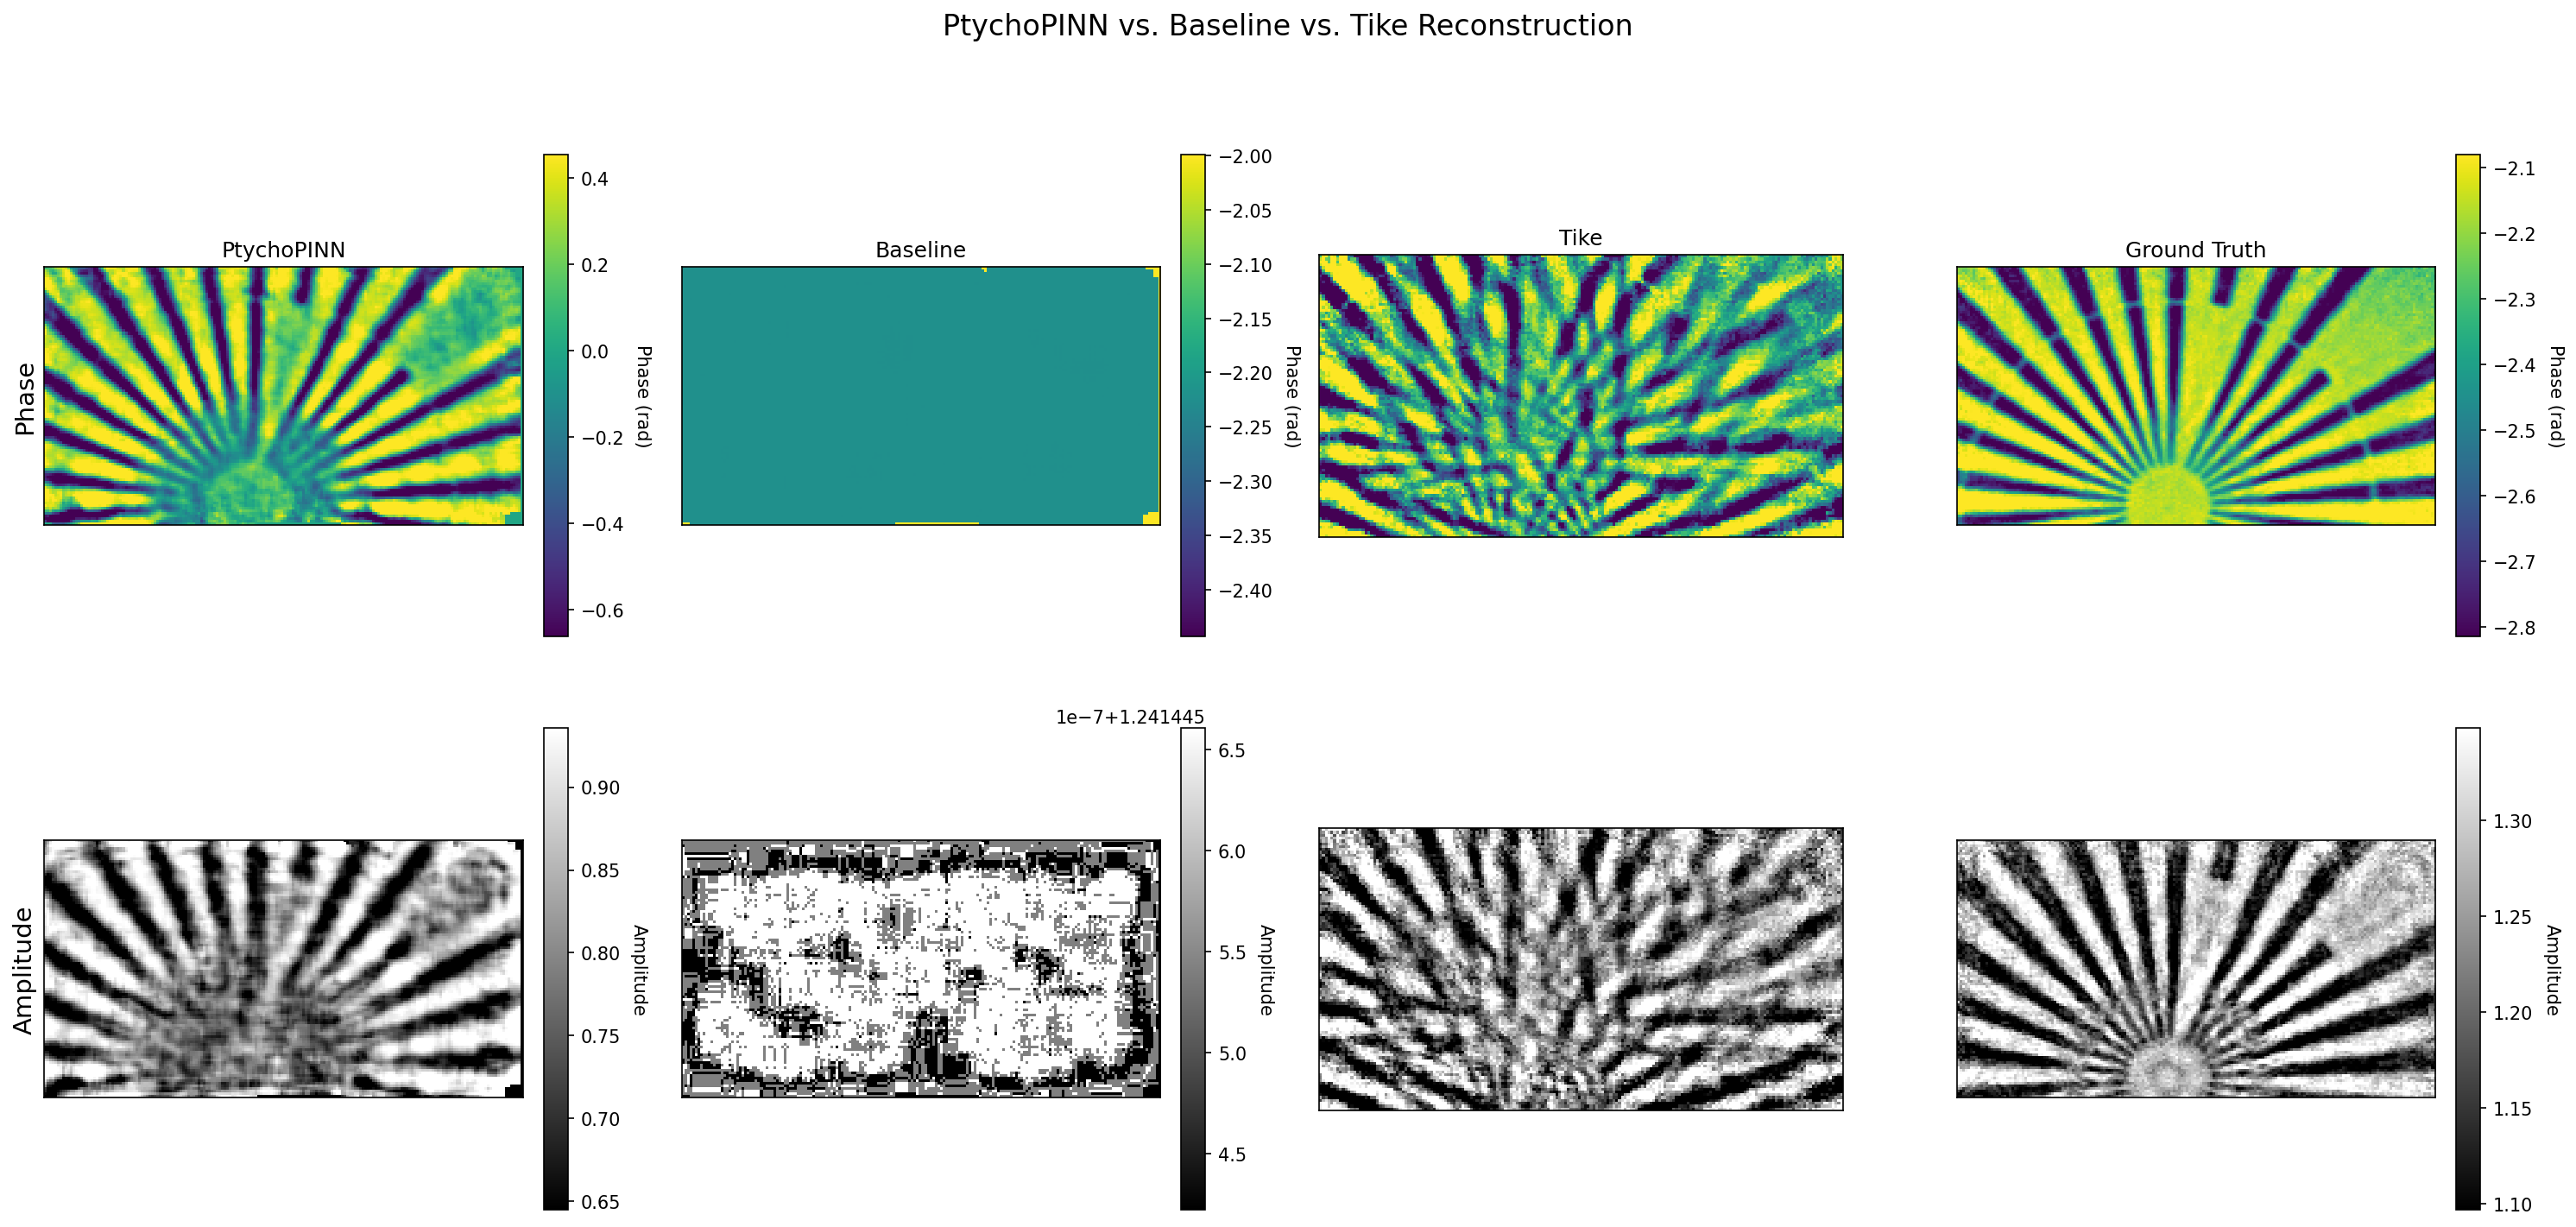 PtychoPINN vs. Baseline vs. Tike Reconstruction
PtychoPINN
Baseline
Tike
Ground Truth
Phase
0.4
0.2
0.0
−0.2
−0.4
−0.6
Phase (rad)
−2.00
−2.05
−2.10
−2.15
−2.20
−2.25
−2.30
−2.35
−2.40
Phase (rad)
−2.1
−2.2
−2.3
−2.4
−2.5
−2.6
−2.7
−2.8
Phase (rad)
Amplitude
0.90
0.85
0.80
0.75
0.70
0.65
Amplitude
1e−7+1.241445
6.5
6.0
5.5
5.0
4.5
Amplitude
1.30
1.25
1.20
1.15
1.10
Amplitude